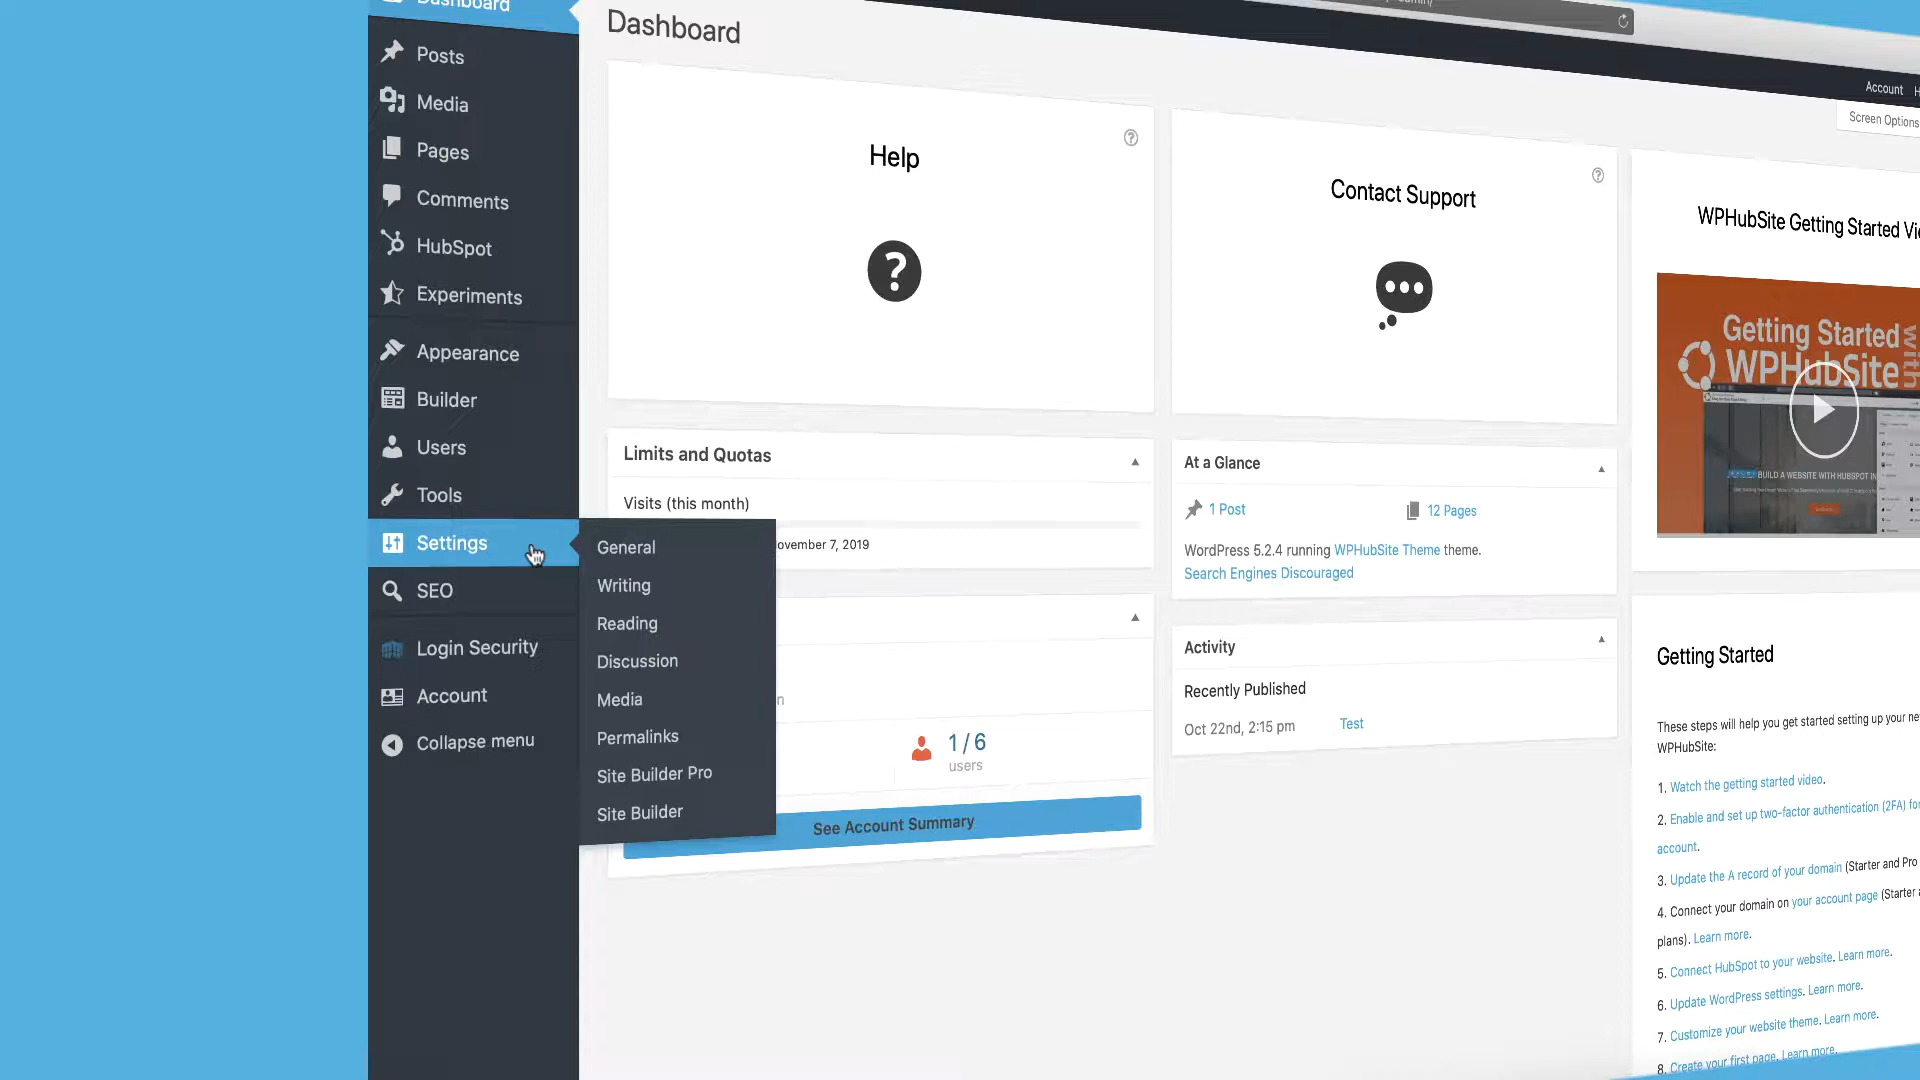 Dashboard
Posts
Media
Pages
Comments
HubSpot
Experiments
Appearance
Builder
Users
Tools
Settings
SEO
Login Security
Account
Collapse menu
General
Writing
Reading
Discussion
Media
Permalinks
Site Builder Pro
Site Builder
Dashboard
Account
Screen Options
Help
Contact Support
Limits and Quotas
Visits (this month)
ovember 7, 2019
n
1 / 6
users
See Account Summary
At a Glance
1 Post
12 Pages
WordPress 5.2.4 running WPHubSite Theme theme.
Search Engines Discouraged
Activity
Recently Published
Oct 22nd, 2:15 pm
Test
WPHubSite Getting Started Vi
Getting Started
with
WPHubSite
BUILD A WEBSITE WITH HUBSPOT IN
Getting Started
These steps will help you get started setting up your ne
WPHubSite:
1. Watch the getting started video.
2. Enable and set up two-factor authentication (2FA) for
account.
3. Update the A record of your domain (Starter and Pro
4. Connect your domain on your account page (Starter a
plans). Learn more.
5. Connect HubSpot to your website. Learn more.
6. Update WordPress settings. Learn more.
7. Customize your website theme. Learn more.
8. Create your first page. Learn more.